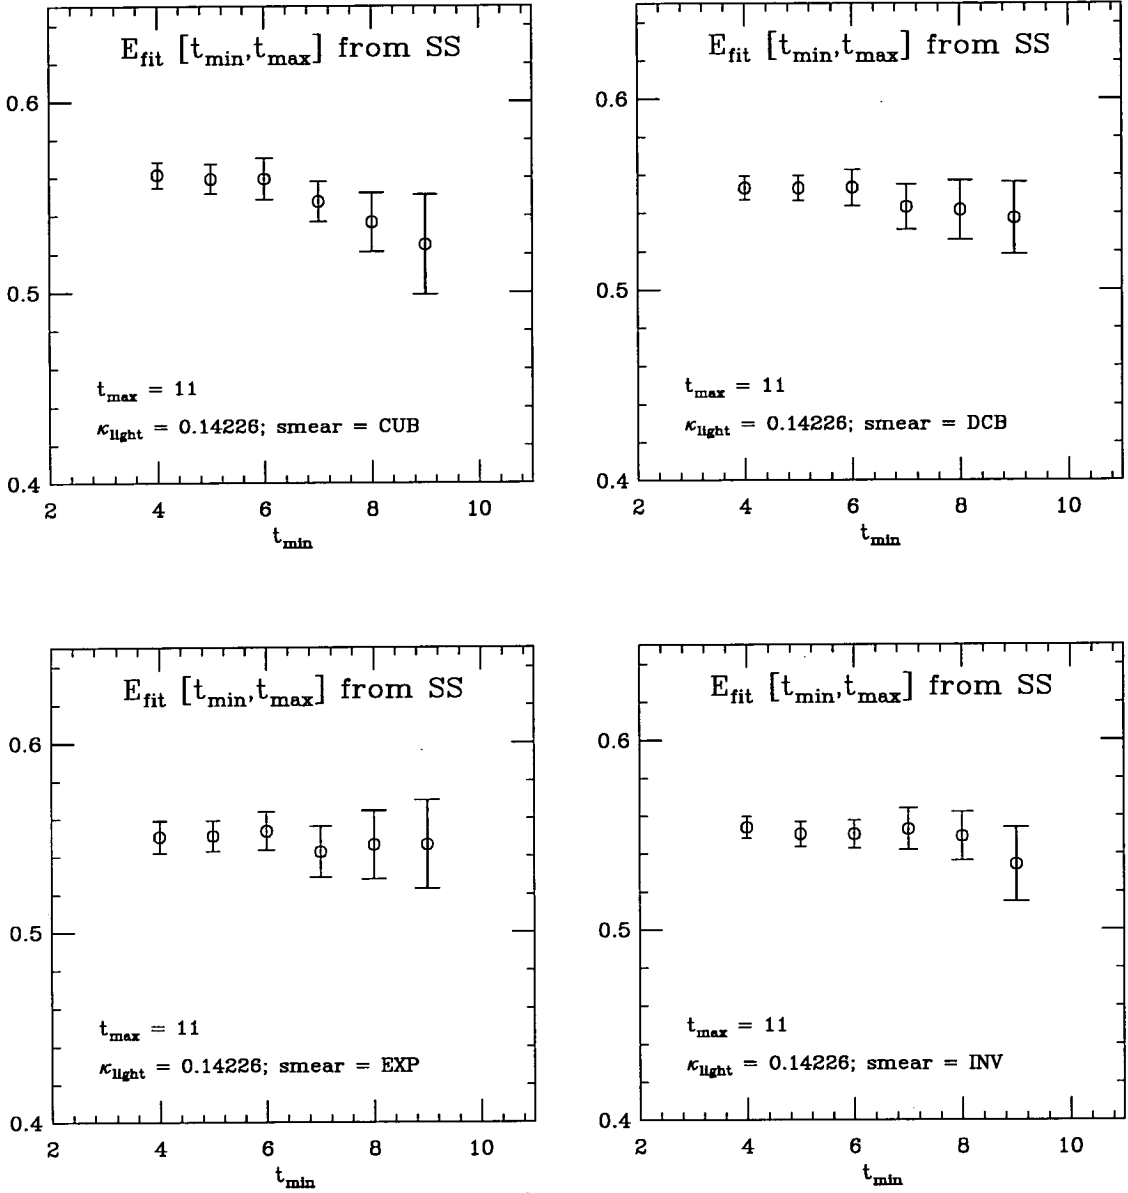 E_fit [t_min,t_max] from SS
0.6
0.5
t_max = 11
κ_light = 0.14226; smear = CUB
0.4
2 4 6 8 10
t_min
E_fit [t_min,t_max] from SS
0.6
0.5
t_max = 11
κ_light = 0.14226; smear = DCB
0.4
2 4 6 8 10
t_min
E_fit [t_min,t_max] from SS
0.6
0.5
t_max = 11
κ_light = 0.14226; smear = EXP
0.4
2 4 6 8 10
t_min
E_fit [t_min,t_max] from SS
0.6
0.5
t_max = 11
κ_light = 0.14226; smear = INV
0.4
2 4 6 8 10
t_min